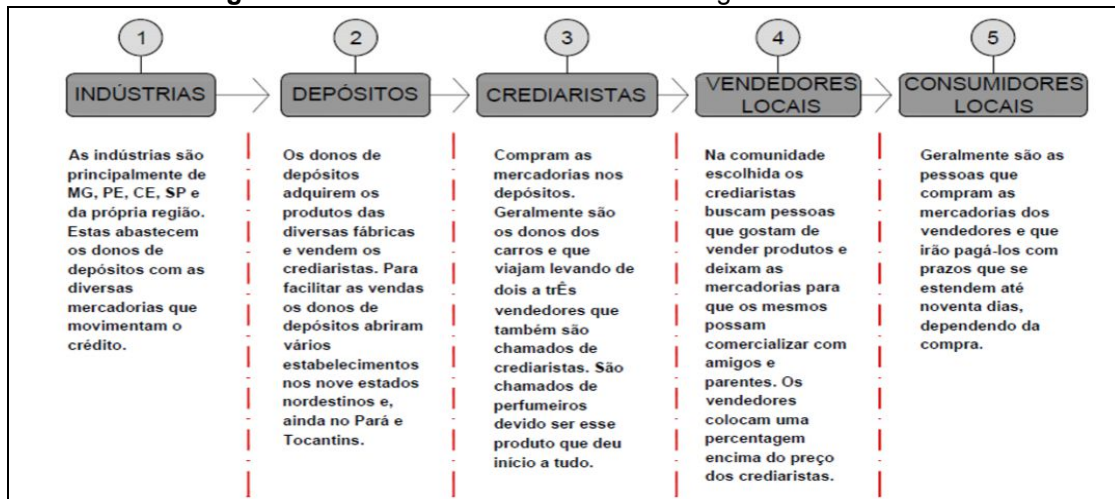 1
INDÚSTRIAS
As indústrias são
principalmente de
MG, PE, CE, SP e
da própria região.
Estas abastecem
os donos de
depósitos com as
diversas
mercadorias que
movimentam o
crédito.
2
DEPÓSITOS
Os donos de
depósitos
adquirem os
produtos das
diversas fábricas
e vendem os
crediaristas. Para
facilitar as vendas
os donos de
depósitos abriram
vários
estabelecimentos
nos nove estados
nordestinos e,
ainda no Pará e
Tocantins.
3
CREDIARISTAS
Compram as
mercadorias nos
depósitos.
Geralmente são
os donos dos
carros e que
viajam levando de
dois a trÊs
vendedores que
também são
chamados de
crediaristas. São
chamados de
perfumeiros
devido ser esse
produto que deu
início a tudo.
4
VENDEDORES
LOCAIS
Na comunidade
escolhida os
crediaristas
buscam pessoas
que gostam de
vender produtos e
deixam as
mercadorias para
que os mesmos
possam
comercializar com
amigos e
parentes. Os
vendedores
colocam uma
percentagem
encima do preço
dos crediaristas.
5
CONSUMIDORES
LOCAIS
Geralmente são as
pessoas que
compram as
mercadorias dos
vendedores e que
irão pagá-los com
prazos que se
estendem até
noventa dias,
dependendo da
compra.